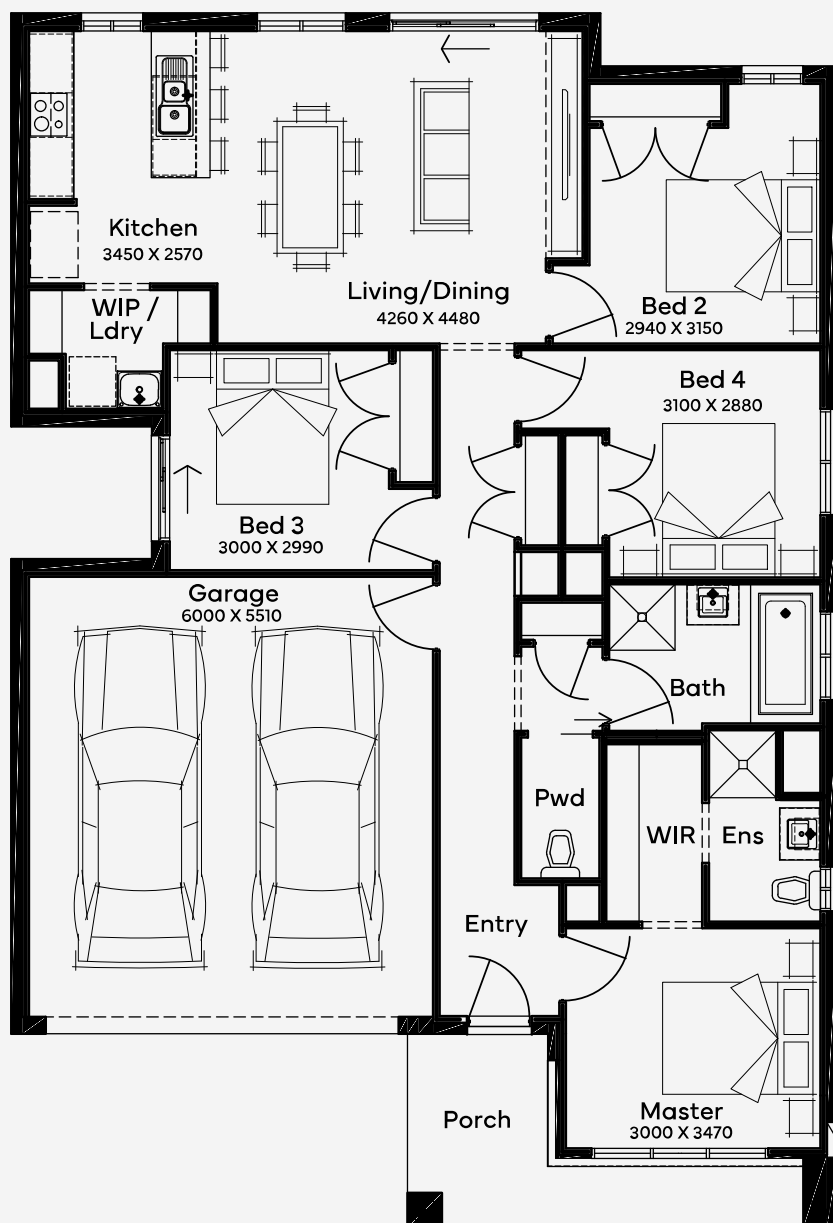 Kitchen
3450 X 2570
WIP /
Ldry
Living/Dining
4260 X 4480
Bed 2
2940 X 3150
Bed 4
3100 X 2880
Bed 3
3000 X 2990
Garage
6000 X 5510
Bath
Pwd
WIR
Ens
Entry
Porch
Master
3000 X 3470